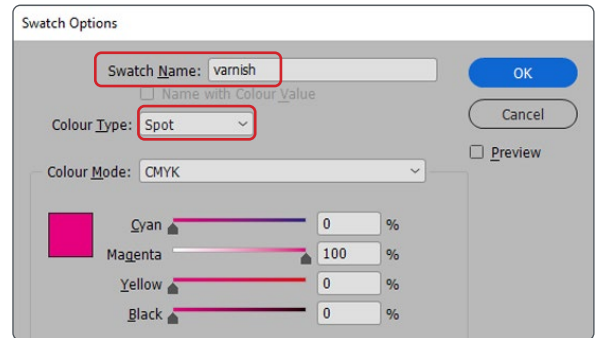 Swatch Options
Swatch Name: varnish
OK
Name with Colour Value
Colour Type: Spot
Cancel
Preview
Colour Mode: CMYK
Cyan 0 %
Magenta 100 %
Yellow 0 %
Black 0 %